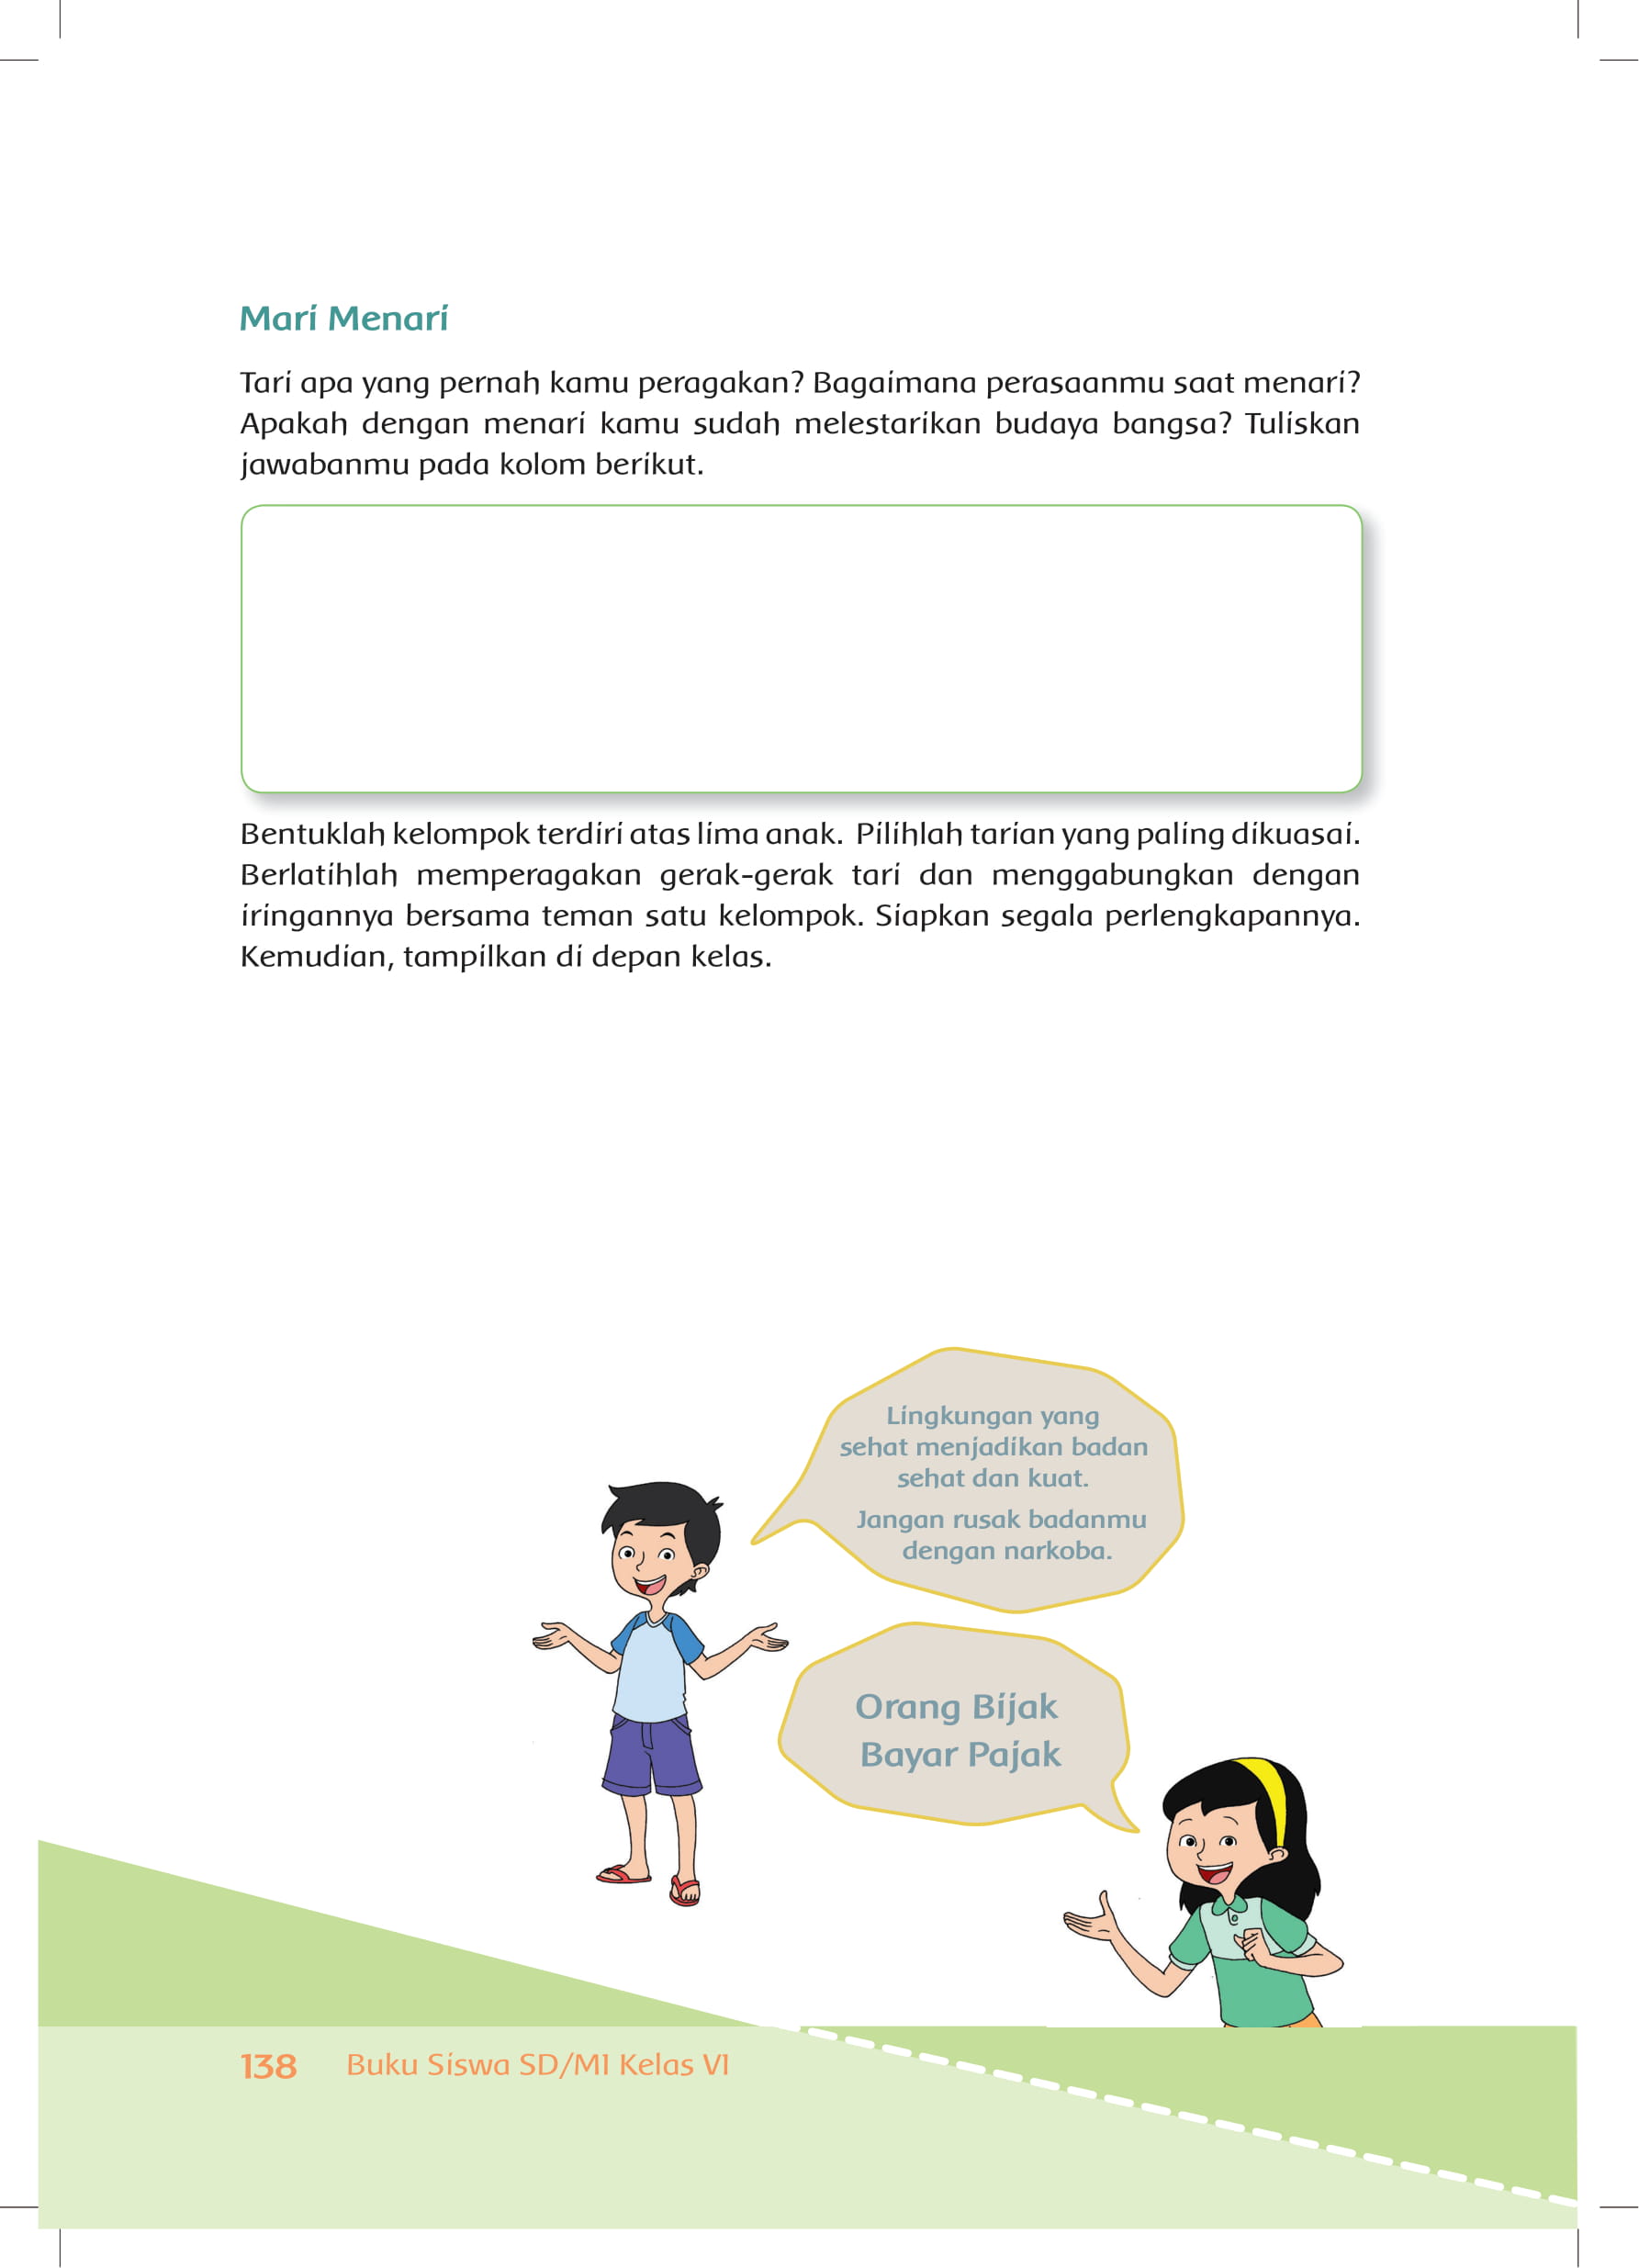 Mari Menari
Tari apa yang pernah kamu peragakan? Bagaimana perasaanmu saat menari?
Apakah dengan menari kamu sudah melestarikan budaya bangsa? Tuliskan
jawabanmu pada kolom berikut.
Bentuklah kelompok terdiri atas lima anak. Pilihlah tarian yang paling dikuasai.
Berlatihlah memperagakan gerak-gerak tari dan menggabungkan dengan
iringannya bersama teman satu kelompok. Siapkan segala perlengkapannya.
Kemudian, tampilkan di depan kelas.
Lingkungan yang
sehat menjadikan badan
sehat dan kuat.
Jangan rusak badanmu
dengan narkoba.
Orang Bijak
Bayar Pajak
138 Buku Siswa SD/MI Kelas VI